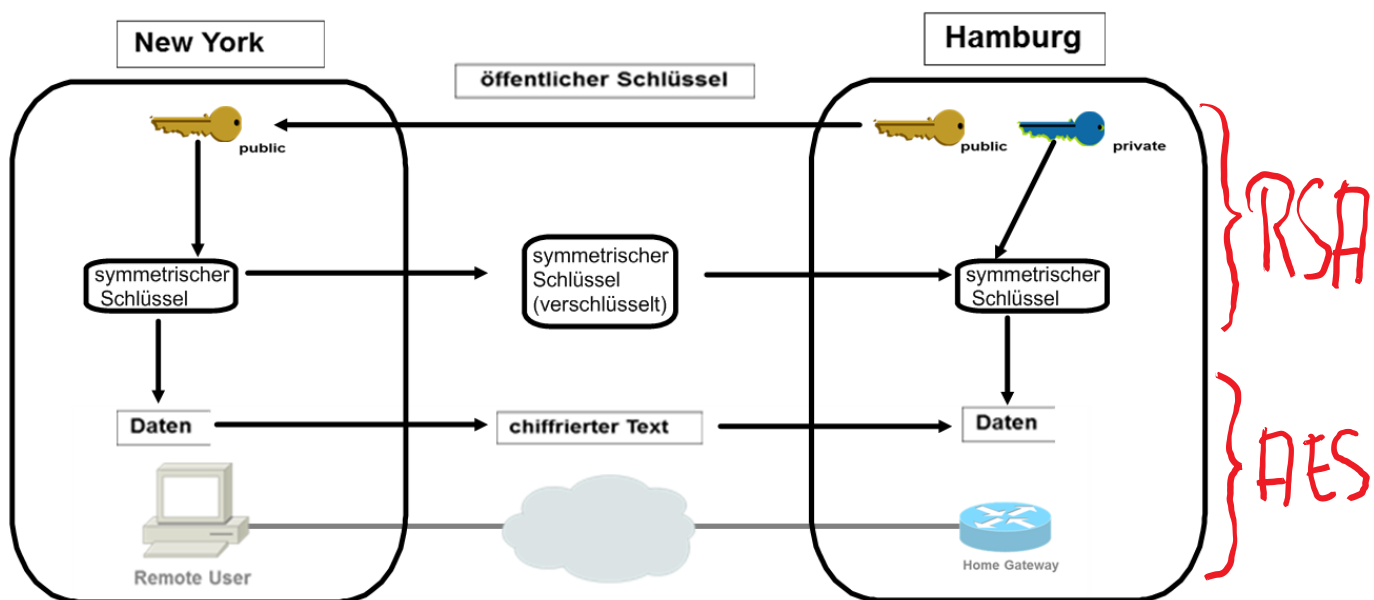 New York
Hamburg
öffentlicher Schlüssel
public
public
private
RSA
symmetrischer
Schlüssel
symmetrischer
Schlüssel
(verschlüsselt)
symmetrischer
Schlüssel
Daten
chiffrierter Text
Daten
AES
Remote User
Home Gateway